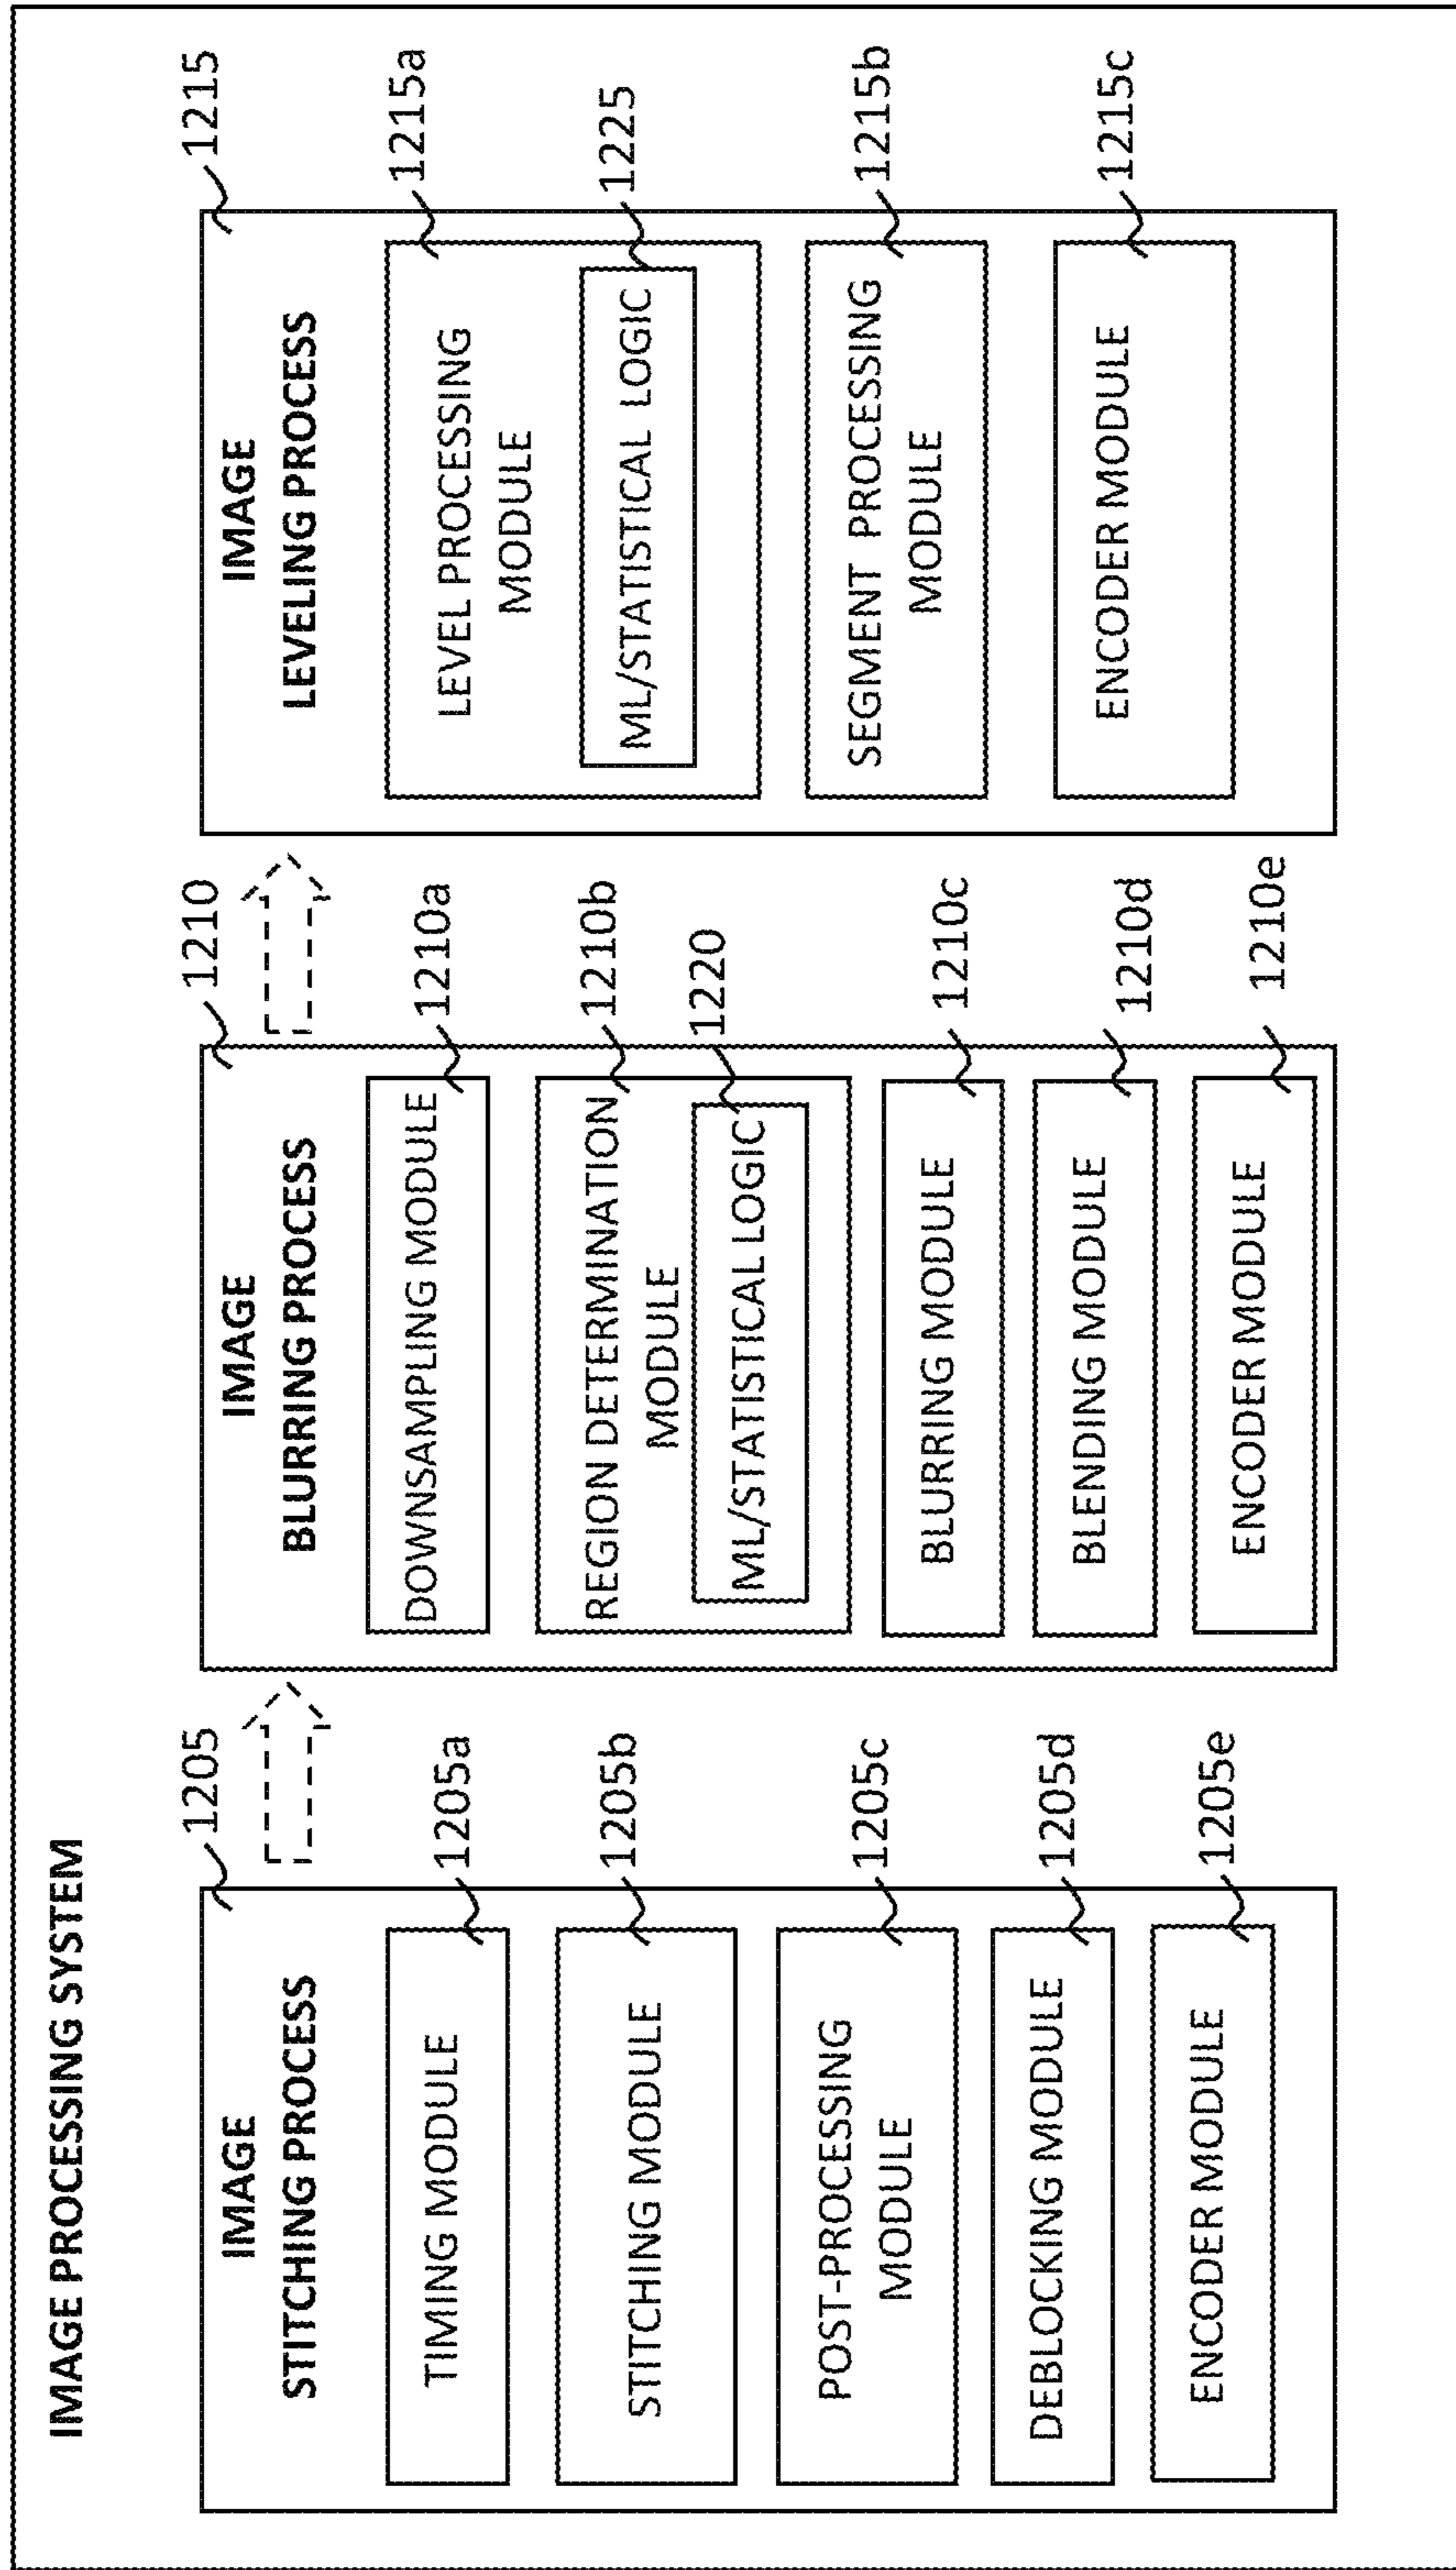 IMAGE PROCESSING SYSTEM
1205
IMAGE
STITCHING PROCESS
TIMING MODULE
1205a
STITCHING MODULE
1205b
POST-PROCESSING
MODULE
1205c
DEBLOCKING MODULE
1205d
ENCODER MODULE
1205e
1210
IMAGE
BLURRING PROCESS
DOWNSAMPLING MODULE
1210a
REGION DETERMINATION
MODULE
1210b
ML/STATISTICAL LOGIC
1220
BLURRING MODULE
1210c
BLENDING MODULE
1210d
ENCODER MODULE
1210e
1215
IMAGE
LEVELING PROCESS
LEVEL PROCESSING
MODULE
1215a
ML/STATISTICAL LOGIC
1225
SEGMENT PROCESSING
MODULE
1215b
ENCODER MODULE
1215c